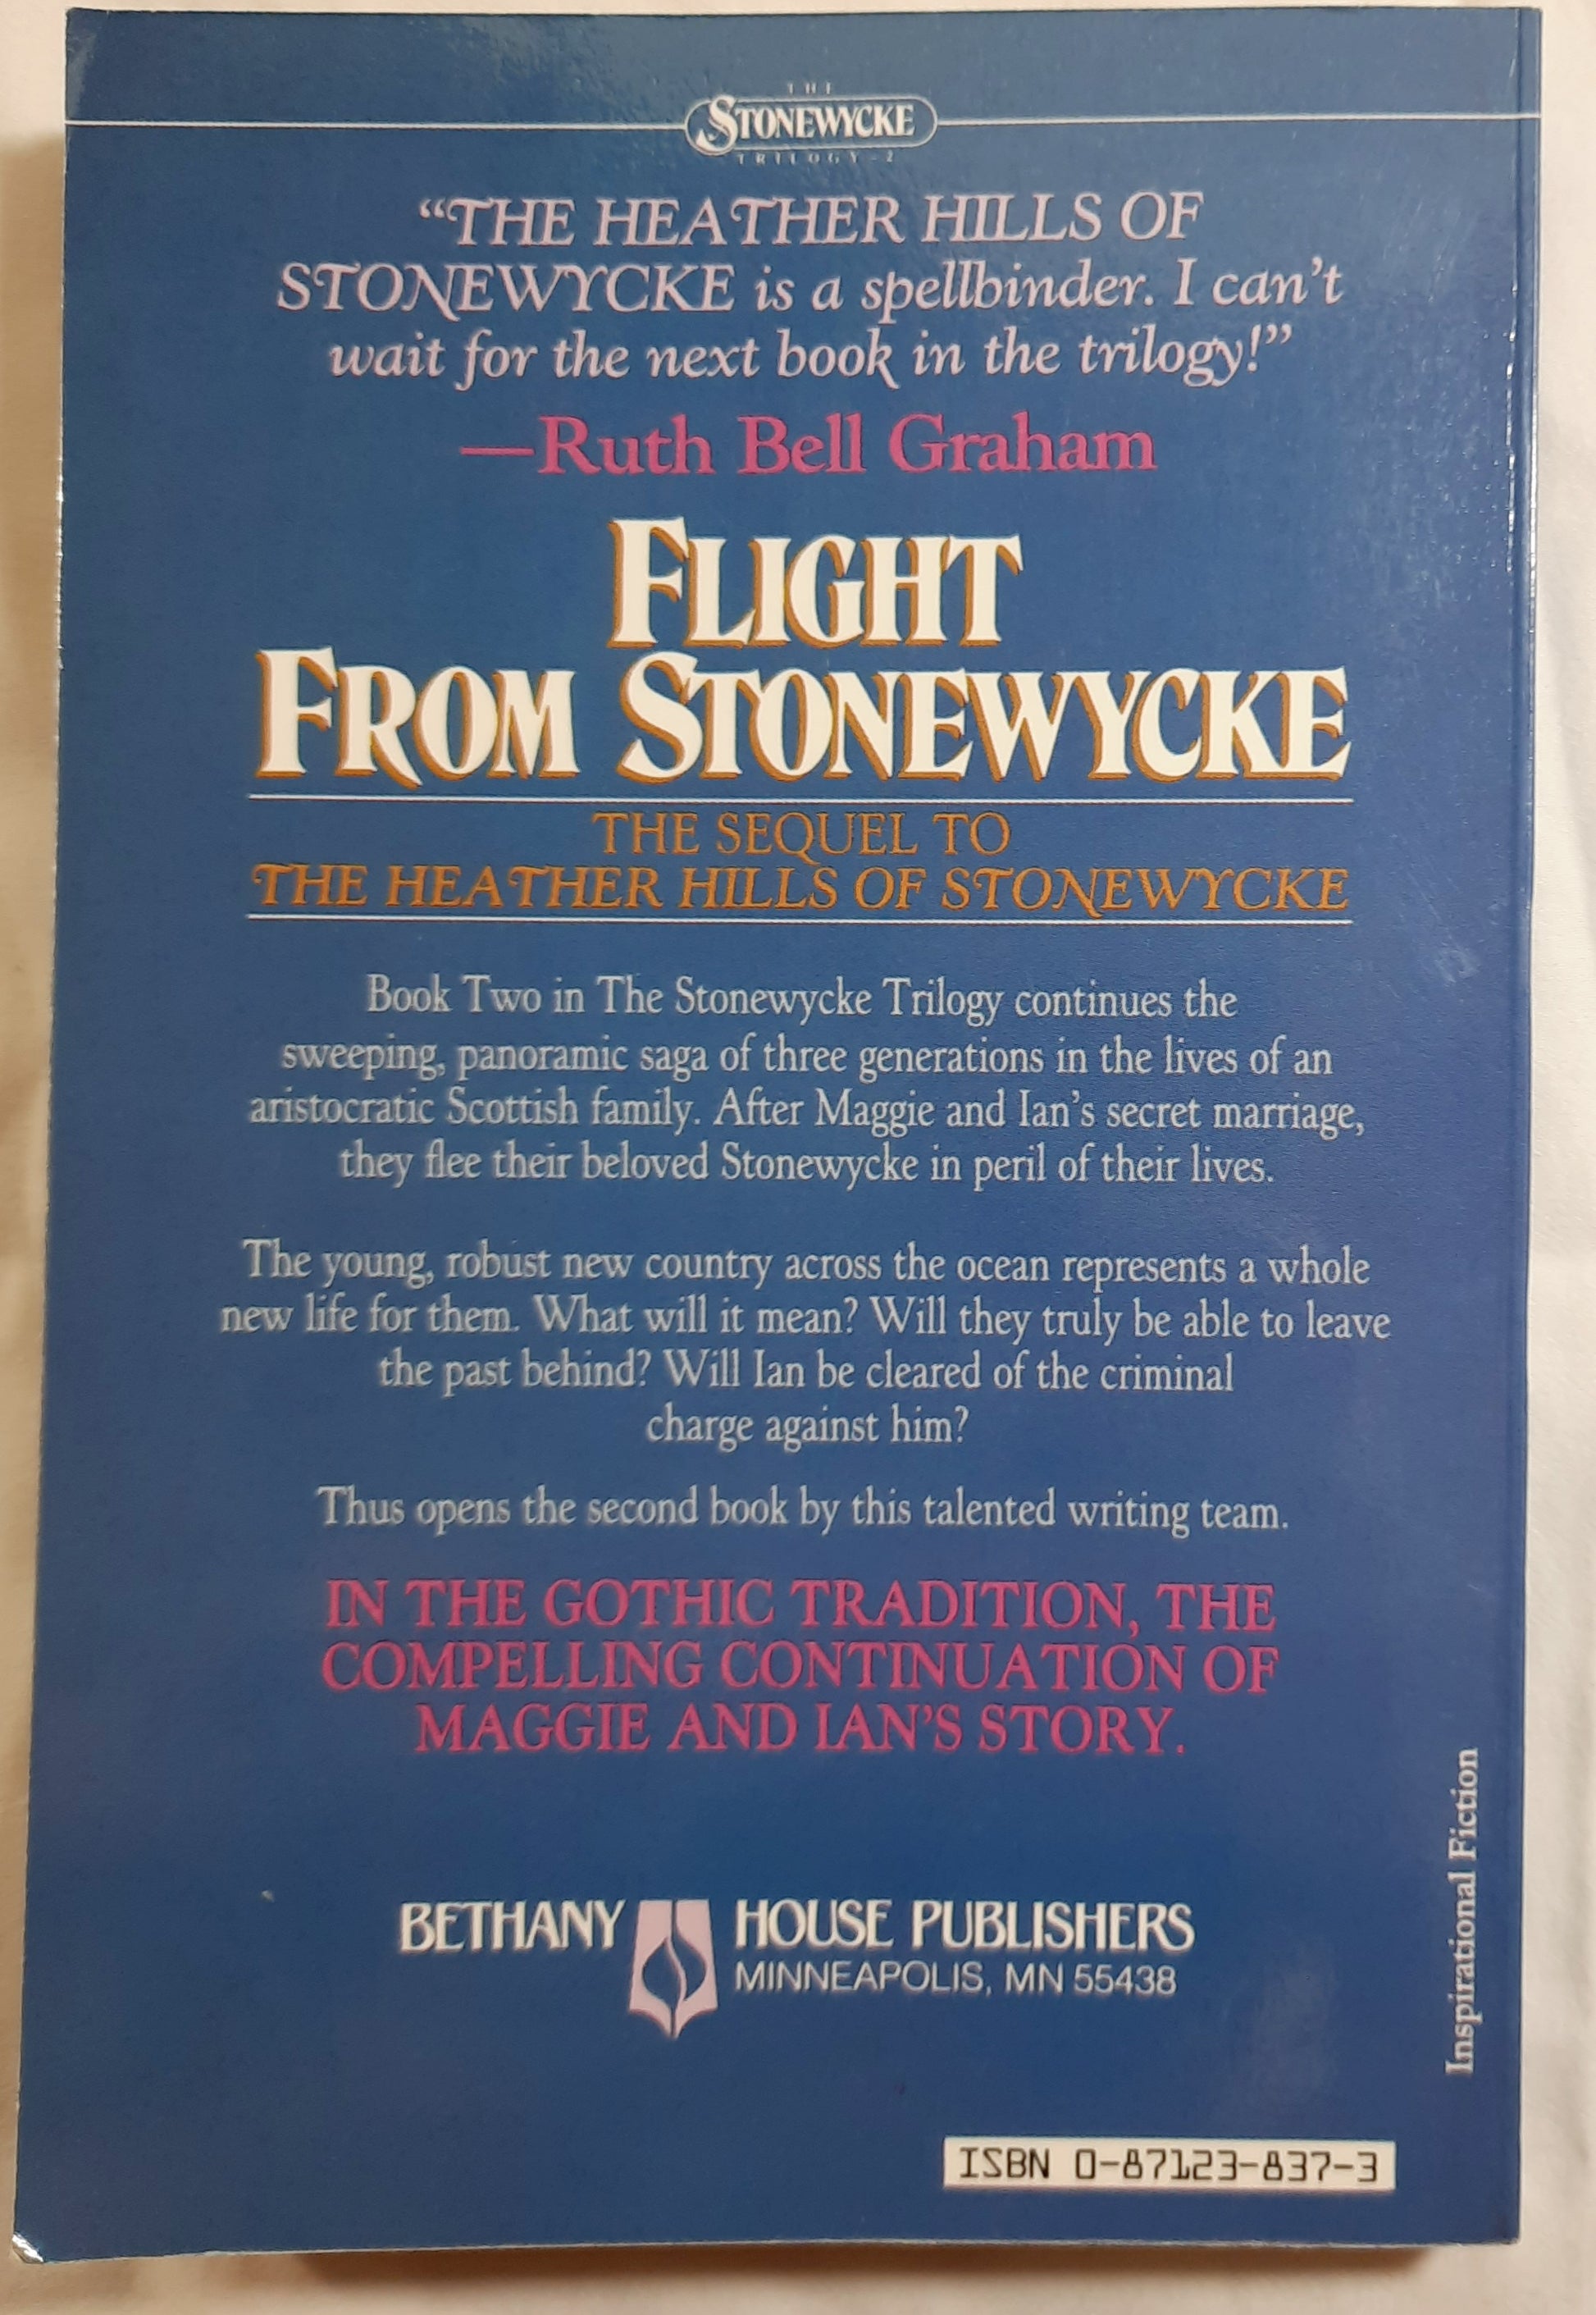 THE
STONEWYCKE
TRILOGY-2
“THE HEATHER HILLS OF
STONEWYCKE is a spellbinder. I can’t
wait for the next book in the trilogy!”
—Ruth Bell Graham
FLIGHT
FROM STONEWYCKE
THE SEQUEL TO
THE HEATHER HILLS OF STONEWYCKE
Book Two in The Stonewycke Trilogy continues the
sweeping, panoramic saga of three generations in the lives of an
aristocratic Scottish family. After Maggie and Ian’s secret marriage,
they flee their beloved Stonewycke in peril of their lives.
The young, robust new country across the ocean represents a whole
new life for them. What will it mean? Will they truly be able to leave
the past behind? Will Ian be cleared of the criminal
charge against him?
Thus opens the second book by this talented writing team.
IN THE GOTHIC TRADITION, THE
COMPELLING CONTINUATION OF
MAGGIE AND IAN’S STORY.
BETHANY HOUSE PUBLISHERS
MINNEAPOLIS, MN 55438
Inspirational Fiction
ISBN 0-87123-837-3